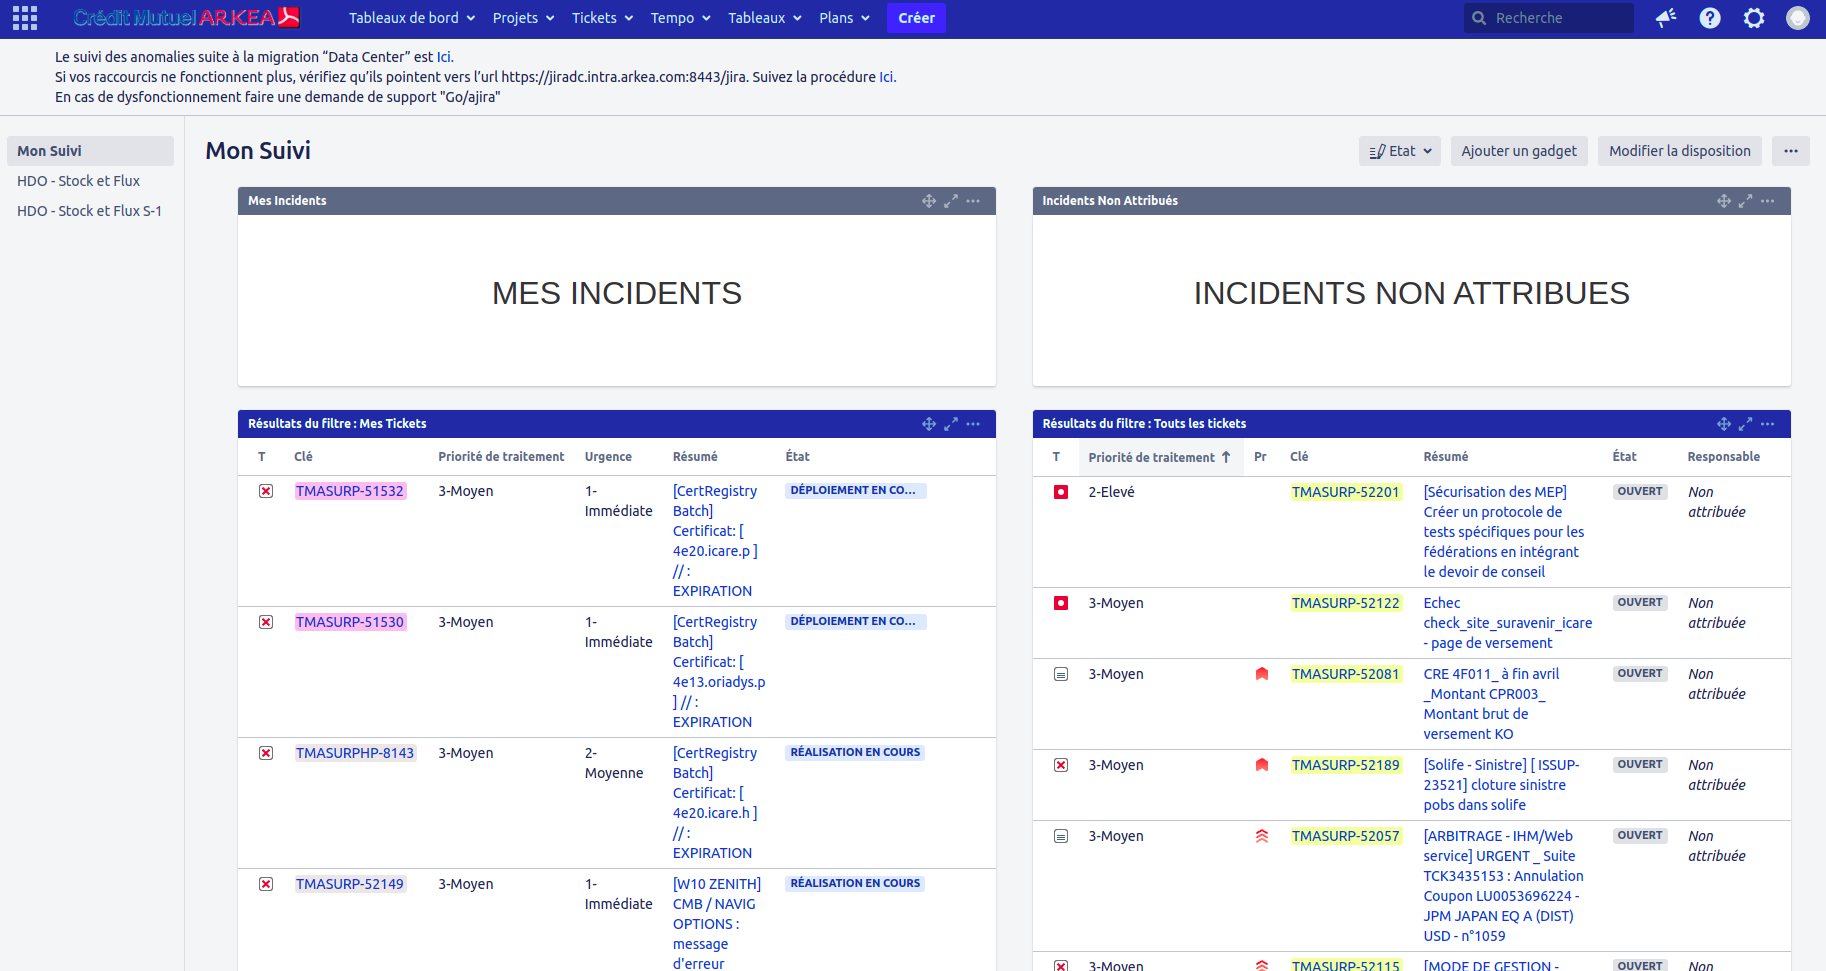 Crédit Mutuel ARKEA
Tableaux de bord Projets Tickets Tempo Tableaux Plans Créer Recherche
Le suivi des anomalies suite à la migration “Data Center” est Ici.
Si vos raccourcis ne fonctionnent plus, vérifiez qu’ils pointent vers l’url https://jiradc.intra.arkea.com:8443/jira. Suivez la procédure Ici.
En cas de dysfonctionnement faire une demande de support "Go/ajira"
Mon Suivi
HDO - Stock et Flux
HDO - Stock et Flux S-1
Mon Suivi
Etat Ajouter un gadget Modifier la disposition
Mes Incidents
MES INCIDENTS
Incidents Non Attribués
INCIDENTS NON ATTRIBUES
Résultats du filtre : Mes Tickets
T Clé Priorité de traitement Urgence Résumé État
TMASURP-51532 3-Moyen 1- [CertRegistry DÉPLOIEMENT EN CO...
Immédiate Batch]
Certificat: [
4e20.icare.p ]
// :
EXPIRATION
TMASURP-51530 3-Moyen 1- [CertRegistry DÉPLOIEMENT EN CO...
Immédiate Batch]
Certificat: [
4e13.oriadys.p
] // :
EXPIRATION
TMASURPHP-8143 3-Moyen 2- [CertRegistry RÉALISATION EN COURS
Moyenne Batch]
Certificat: [
4e20.icare.h ]
// :
EXPIRATION
TMASURP-52149 3-Moyen 1- [W10 ZENITH] RÉALISATION EN COURS
Immédiate CMB / NAVIG
OPTIONS :
message
d'erreur
Résultats du filtre : Touts les tickets
T Priorité de traitement Pr Clé Résumé État Responsable
2-Elevé TMASURP-52201 [Sécurisation des MEP] OUVERT Non
Créer un protocole de attribuée
tests spécifiques pour les
fédérations en intégrant
le devoir de conseil
3-Moyen TMASURP-52122 Echec OUVERT Non
check_site_suravenir_icare attribuée
- page de versement
3-Moyen TMASURP-52081 CRE 4F011_ à fin avril OUVERT Non
_Montant CPR003_ attribuée
Montant brut de
versement KO
3-Moyen TMASURP-52189 [Solife - Sinistre] [ ISSUP- OUVERT Non
23521] cloture sinistre attribuée
pobs dans solife
3-Moyen TMASURP-52057 [ARBITRAGE - IHM/Web OUVERT Non
service] URGENT _ Suite attribuée
TCK3435153 : Annulation
Coupon LU0053696224 -
JPM JAPAN EQ A (DIST)
USD - n°1059
3-Moyen TMASURP-52115 [MODE DE GESTION - OUVERT Non